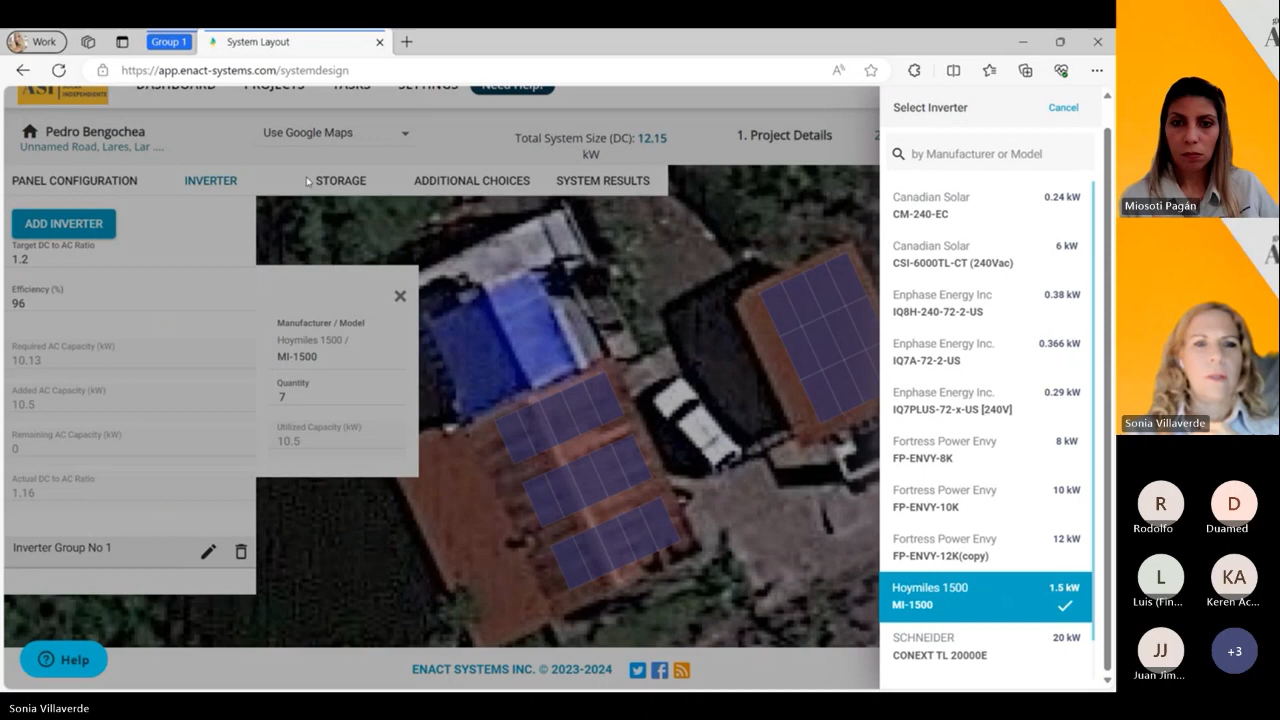 Work
Group 1
System Layout
https://app.enact-systems.com/systemdesign
ASI
INDEPENDIENTE
DASHBOARD
PROJECTS
TASKS
SETTINGS
Need Help?
Pedro Bengochea
Unnamed Road, Lares, Lar ....
Use Google Maps
Total System Size (DC): 12.15
kW
1. Project Details
2
PANEL CONFIGURATION
INVERTER
STORAGE
ADDITIONAL CHOICES
SYSTEM RESULTS
ADD INVERTER
Target DC to AC Ratio
1.2
Efficiency (%)
96
Required AC Capacity (kW)
10.13
Added AC Capacity (kW)
10.5
Remaining AC Capacity (kW)
0
Actual DC to AC Ratio
1.16
Inverter Group No 1
Manufacturer / Model
Hoymiles 1500 /
MI-1500
Quantity
7
Utilized Capacity (kW)
10.5
Help
ENACT SYSTEMS INC. © 2023-2024
Select Inverter
Cancel
by Manufacturer or Model
Canadian Solar 0.24 kW
CM-240-EC
Canadian Solar 6 kW
CSI-6000TL-CT (240Vac)
Enphase Energy Inc 0.38 kW
IQ8H-240-72-2-US
Enphase Energy Inc. 0.366 kW
IQ7A-72-2-US
Enphase Energy Inc. 0.29 kW
IQ7PLUS-72-x-US [240V]
Fortress Power Envy 8 kW
FP-ENVY-8K
Fortress Power Envy 10 kW
FP-ENVY-10K
Fortress Power Envy 12 kW
FP-ENVY-12K(copy)
Hoymiles 1500 1.5 kW
MI-1500
SCHNEIDER 20 kW
CONEXT TL 20000E
Miosoti Pagán
Sonia Villaverde
R
Rodolfo
D
Duamed
L
Luis (Fin...
KA
Keren Ac...
JJ
Juan Jim...
+3
Sonia Villaverde